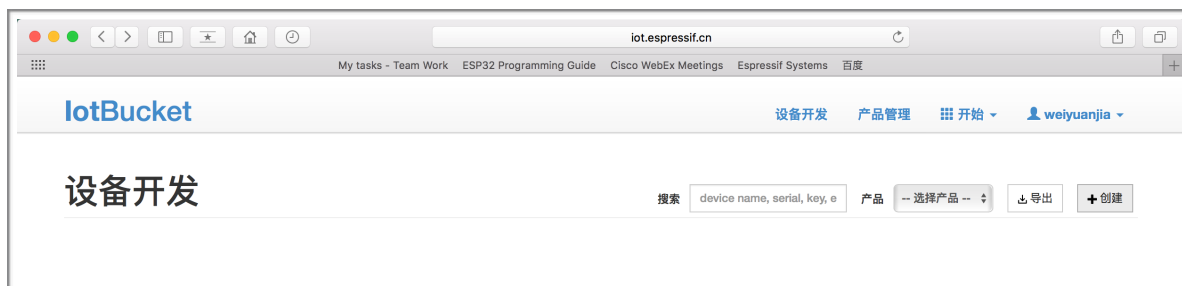 iot.espressif.cn
My tasks - Team Work ESP32 Programming Guide Cisco WebEx Meetings Espressif Systems 百度
IotBucket 设备开发 产品管理 开始 weiyuanjia
设备开发 搜索 device name, serial, key, e 产品 -- 选择产品 -- 导出 创建